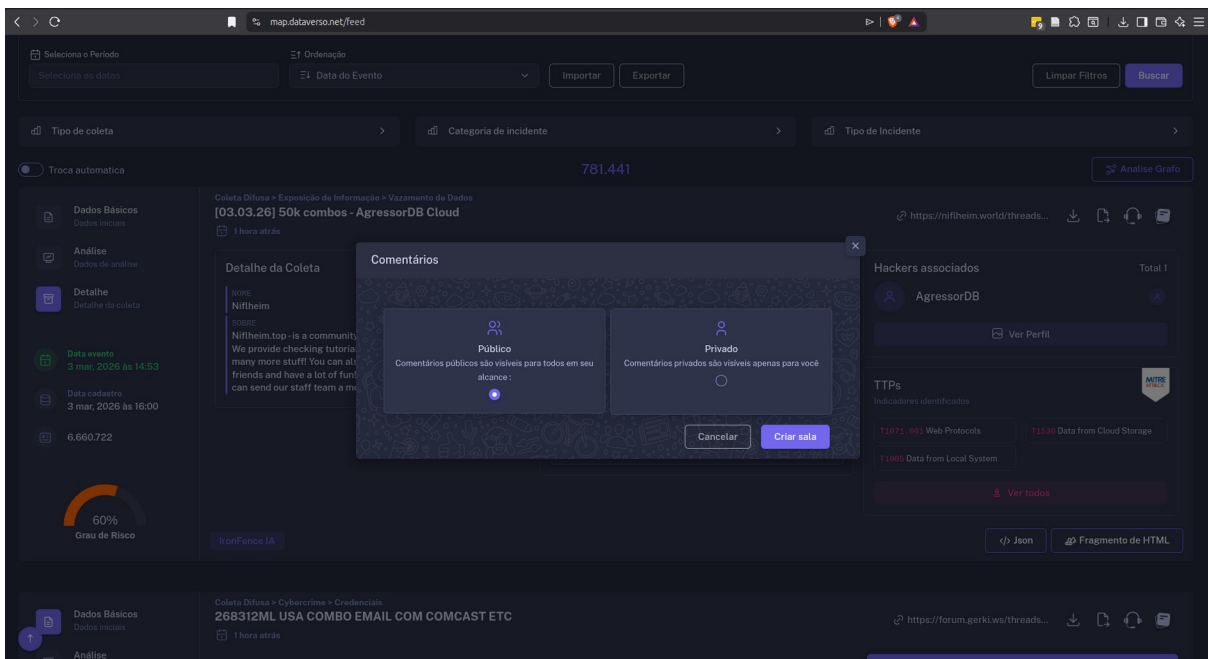 map.dataverso.net/feed
9
Seleciona o Período
Ordenação
Seleciona as datas
Data do Evento
Importar
Exportar
Limpar Filtros
Buscar
Tipo de coleta
Categoria de incidente
Tipo de Incidente
Troca automatica
781.441
Analise Grafo
Dados Básicos
Dados iniciais
Análise
Dados de análise
Detalhe
Detalhe da coleta
Data evento
3 mar, 2026 às 14:53
Data cadastro
3 mar, 2026 às 16:00
6.660.722
60%
Grau de Risco
Coleta Difusa > Exposição de Informação > Vazamento de Dados
[03.03.26] 50k combos - AgressorDB Cloud
1 hora atrás
https://niflheim.world/threads...
Detalhe da Coleta
NOME
Niflheim
SOBRE
Niflheim.top - is a community
We provide checking tutoria
many more stuff! You can als
friends and have a lot of fun!
can send our staff team a me
Comentários
Público
Comentários públicos são visíveis para todos em seu
alcance :
Privado
Comentários privados são visíveis apenas para você
Cancelar
Criar sala
Hackers associados
Total 1
AgressorDB
Ver Perfil
TTPs
Indicadores identificados
MITRE
ATT&CK
T1071.001 Web Protocols
T1530 Data from Cloud Storage
T1005 Data from Local System
Ver todos
IronFence IA
</> Json
Fragmento de HTML
Dados Básicos
Dados iniciais
Análise
Coleta Difusa > Cybercrime > Credenciais
268312ML USA COMBO EMAIL COM COMCAST ETC
1 hora atrás
https://forum.gerki.ws/threads...